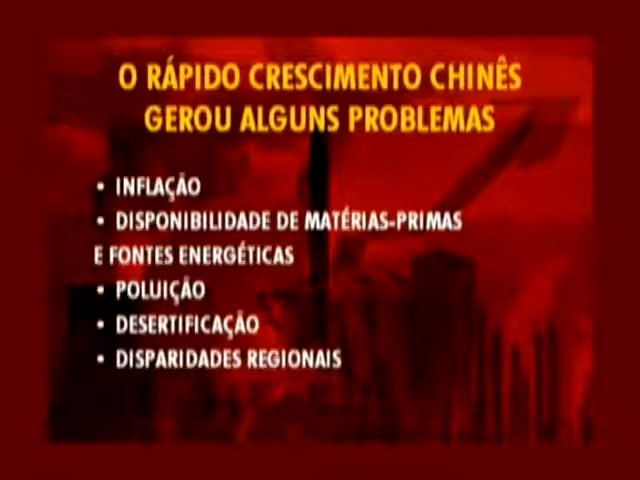 O RÁPIDO CRESCIMENTO CHINÊS
GEROU ALGUNS PROBLEMAS
• INFLAÇÃO
• DISPONIBILIDADE DE MATÉRIAS-PRIMAS
E FONTES ENERGÉTICAS
• POLUIÇÃO
• DESERTIFICAÇÃO
• DISPARIDADES REGIONAIS